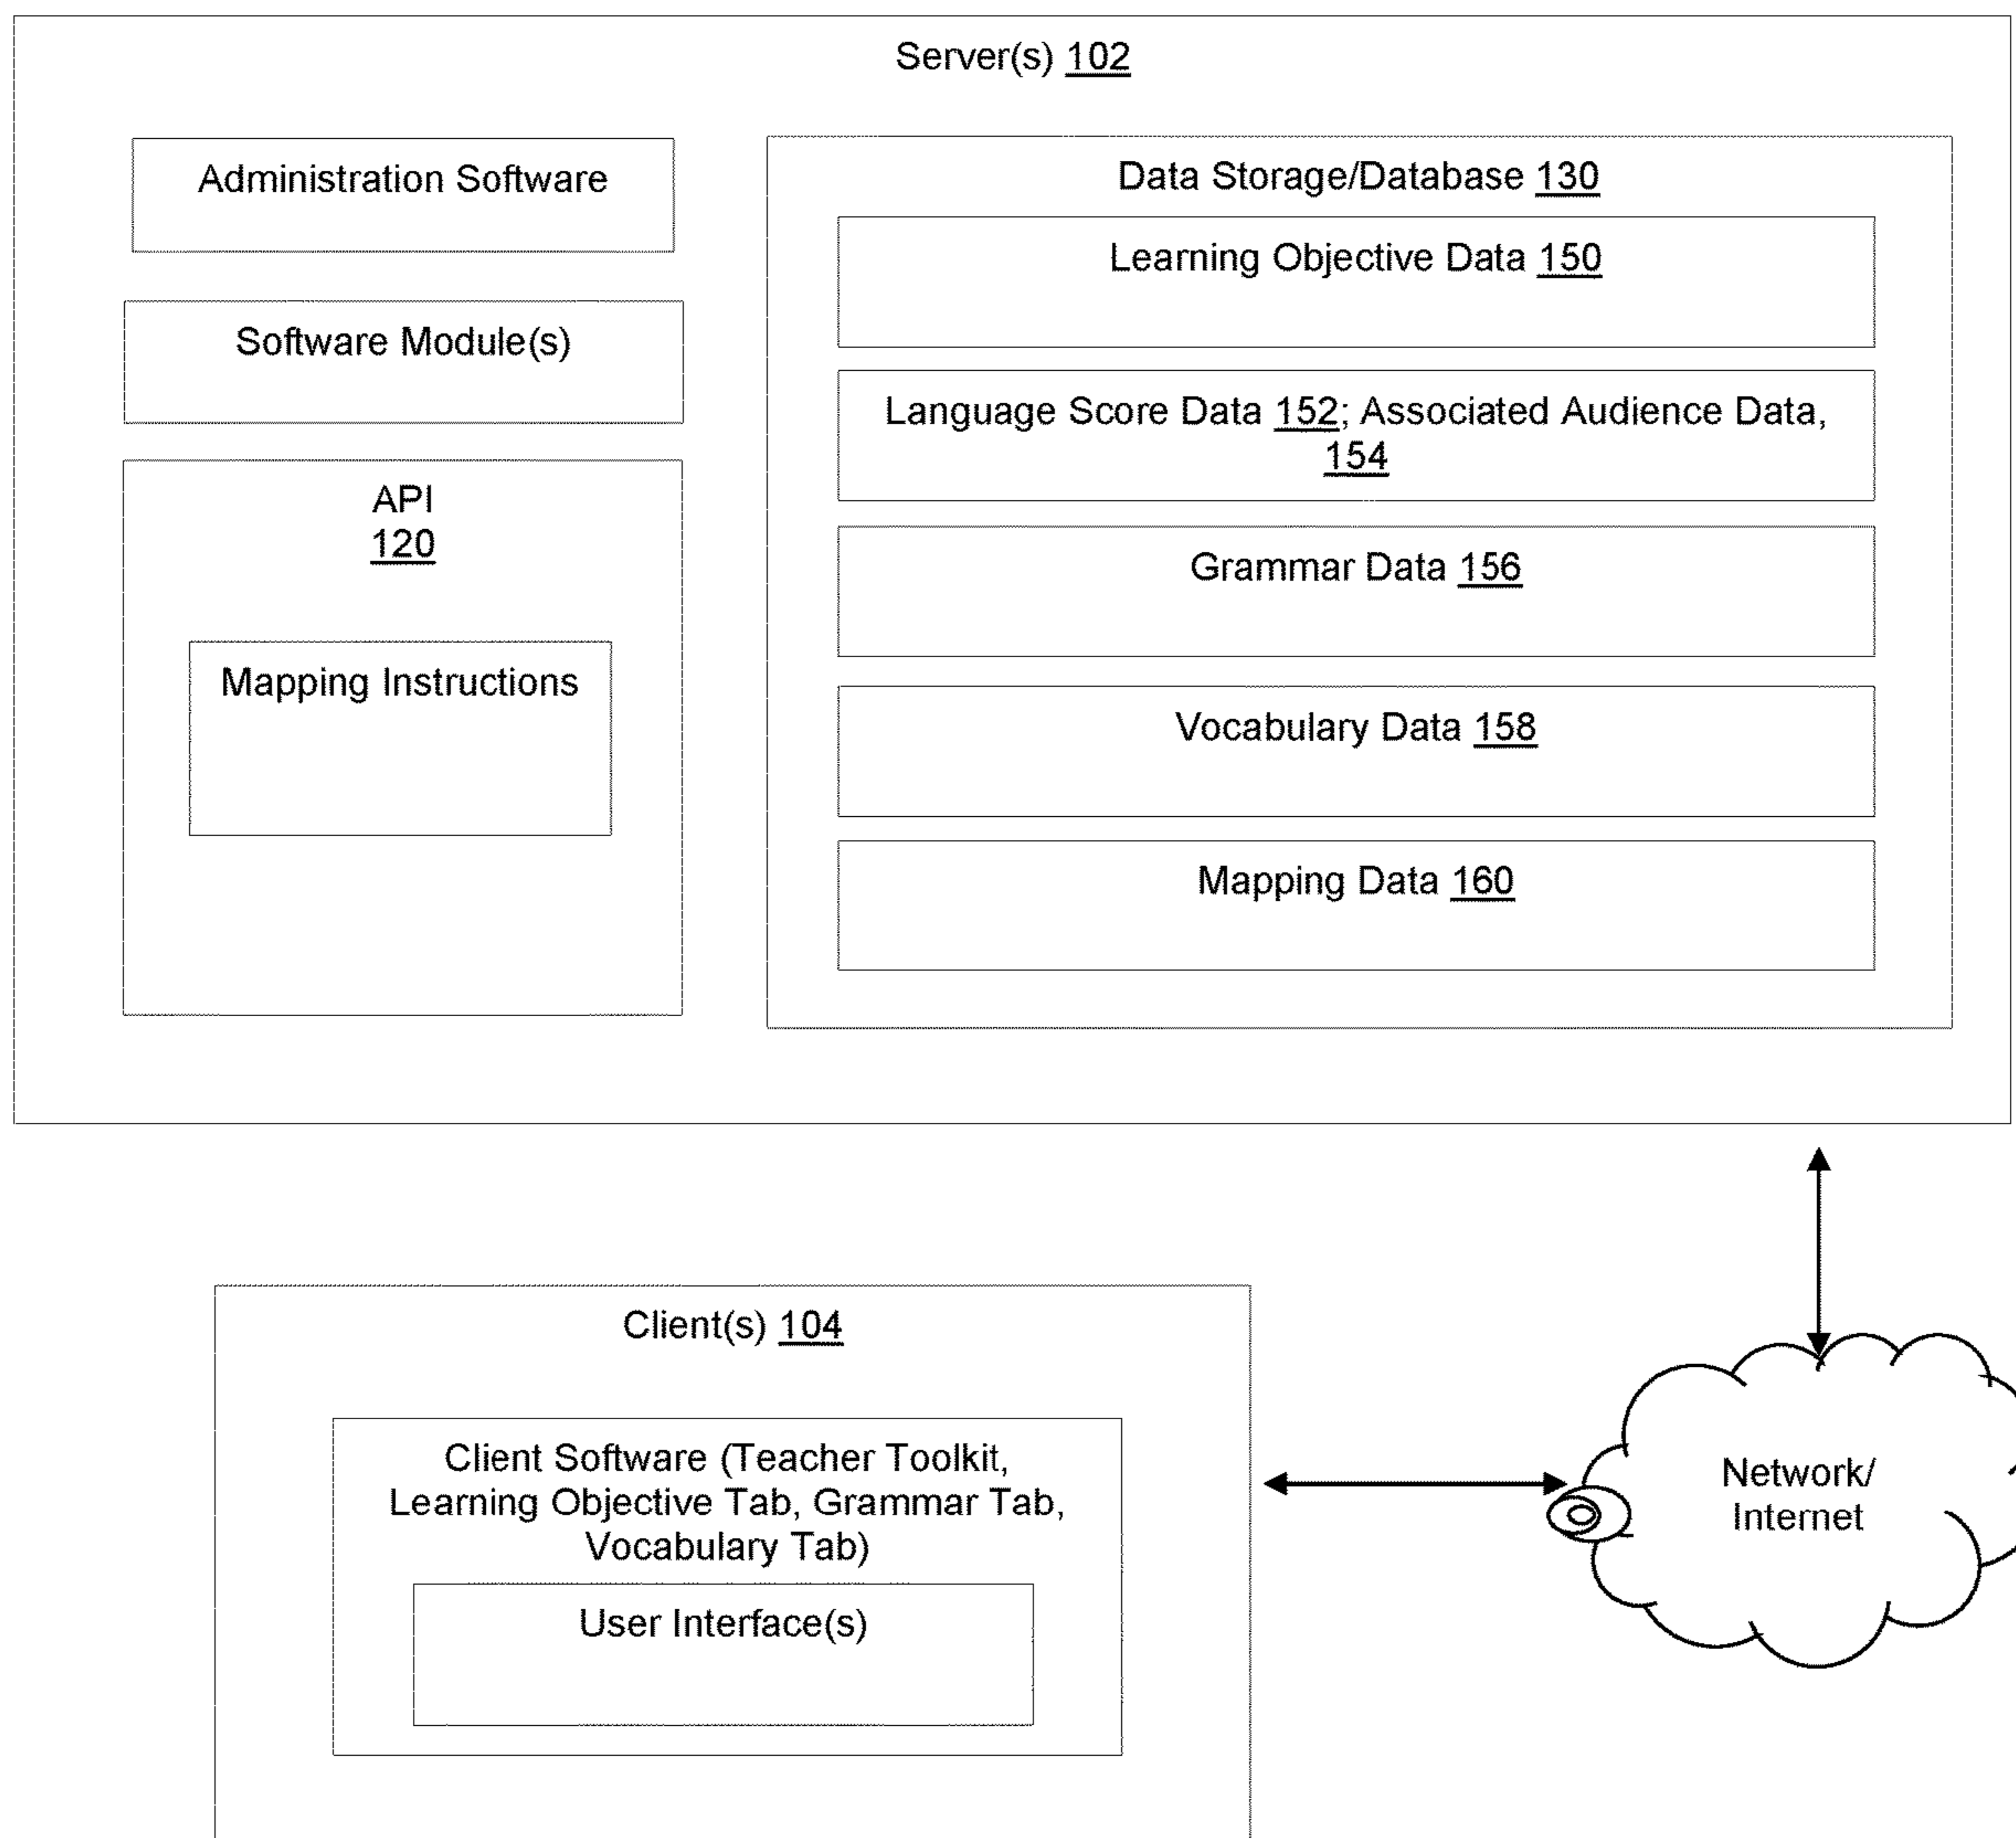 Server(s) 102
Administration Software
Software Module(s)
API
120
Mapping Instructions
Data Storage/Database 130
Learning Objective Data 150
Language Score Data 152; Associated Audience Data,
154
Grammar Data 156
Vocabulary Data 158
Mapping Data 160
Client(s) 104
Client Software (Teacher Toolkit,
Learning Objective Tab, Grammar Tab,
Vocabulary Tab)
User Interface(s)
Network/
Internet